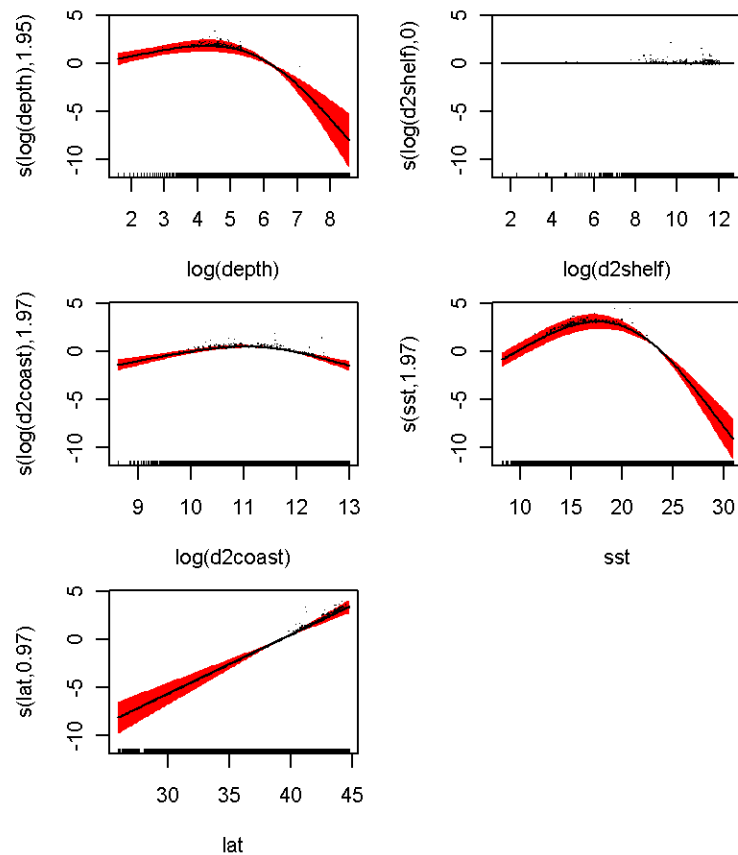 s(log(depth),1.95)
5
0
-5
-10
2 3 4 5 6 7 8
log(depth)
s(log(d2shelf),0)
5
0
-5
-10
2 4 6 8 10 12
log(d2shelf)
s(log(d2coast),1.97)
5
0
-5
-10
9 10 11 12 13
log(d2coast)
s(sst,1.97)
5
0
-5
-10
10 15 20 25 30
sst
s(lat,0.97)
5
0
-5
-10
30 35 40 45
lat